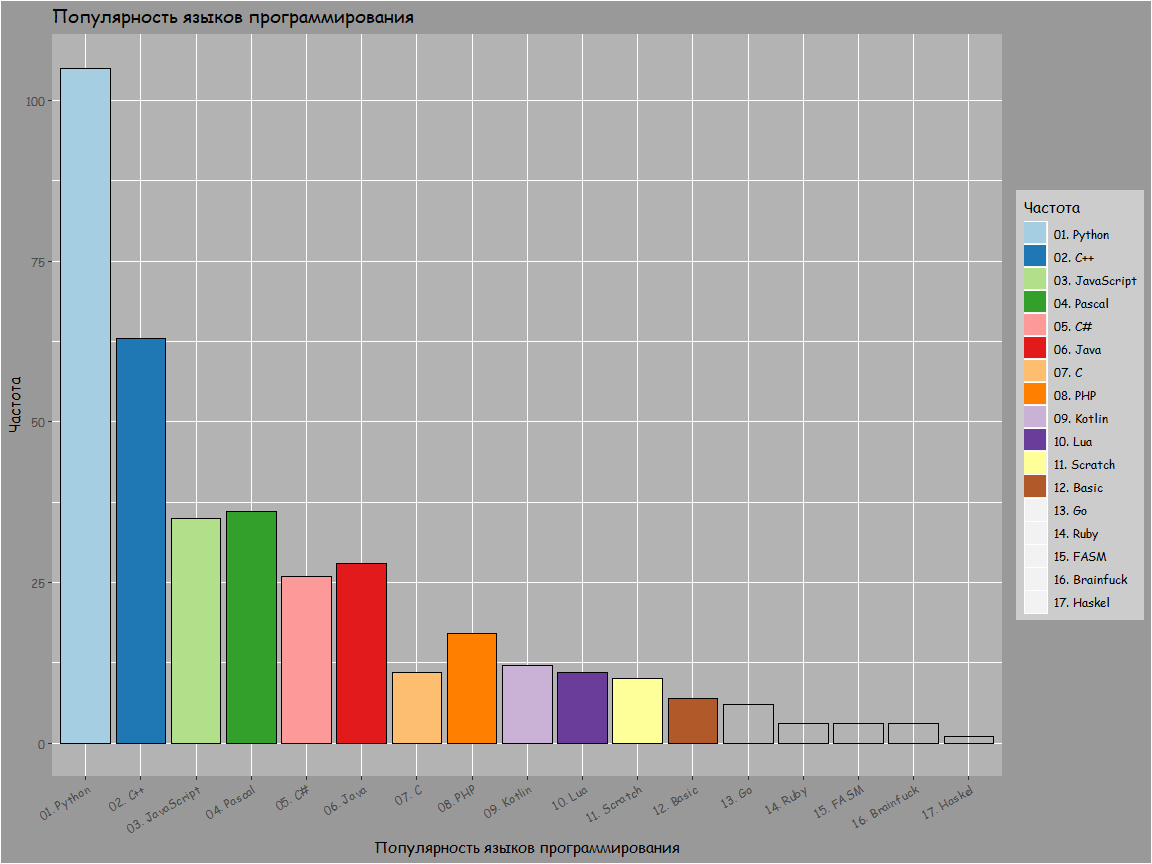 Популярность языков программирования
Частота
100
75
50
25
0
01. Python
02. C++
03. JavaScript
04. Pascal
05. C#
06. Java
07. C
08. PHP
09. Kotlin
10. Lua
11. Scratch
12. Basic
13. Go
14. Ruby
15. FASM
16. Brainfuck
17. Haskel
Популярность языков программирования
Частота
01. Python
02. C++
03. JavaScript
04. Pascal
05. C#
06. Java
07. C
08. PHP
09. Kotlin
10. Lua
11. Scratch
12. Basic
13. Go
14. Ruby
15. FASM
16. Brainfuck
17. Haskel